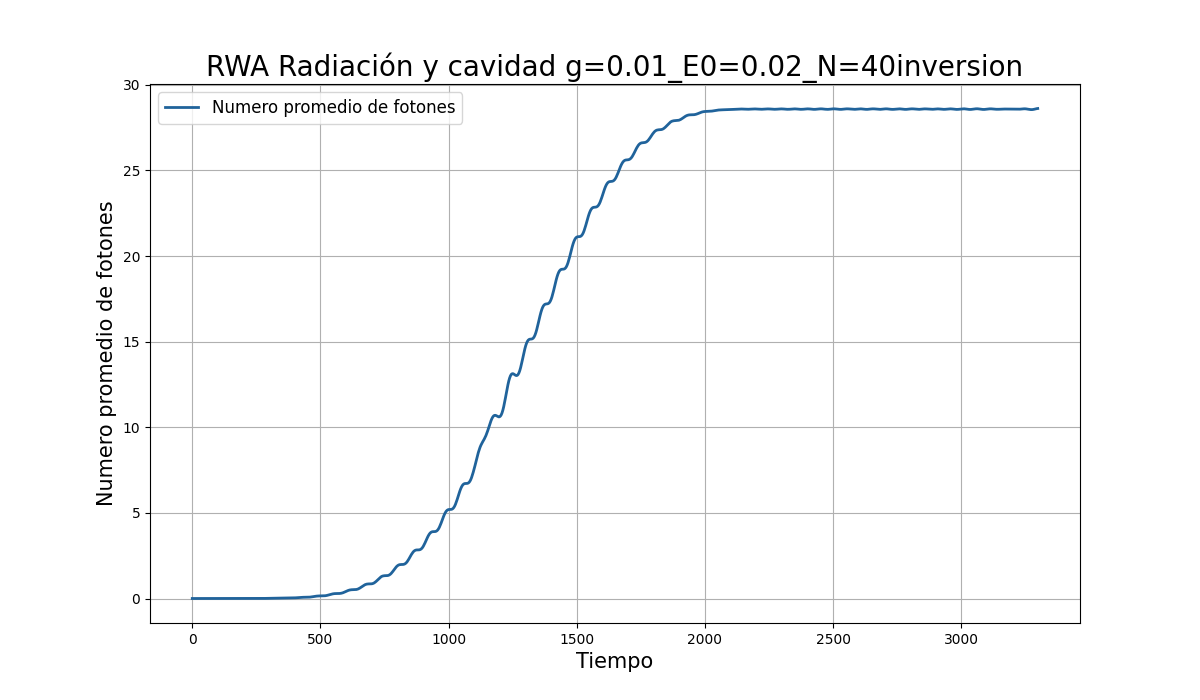 RWA Radiación y cavidad g=0.01_E0=0.02_N=40inversion
Numero promedio de fotones
Numero promedio de fotones
30
25
20
15
10
5
0
0 500 1000 1500 2000 2500 3000
Tiempo